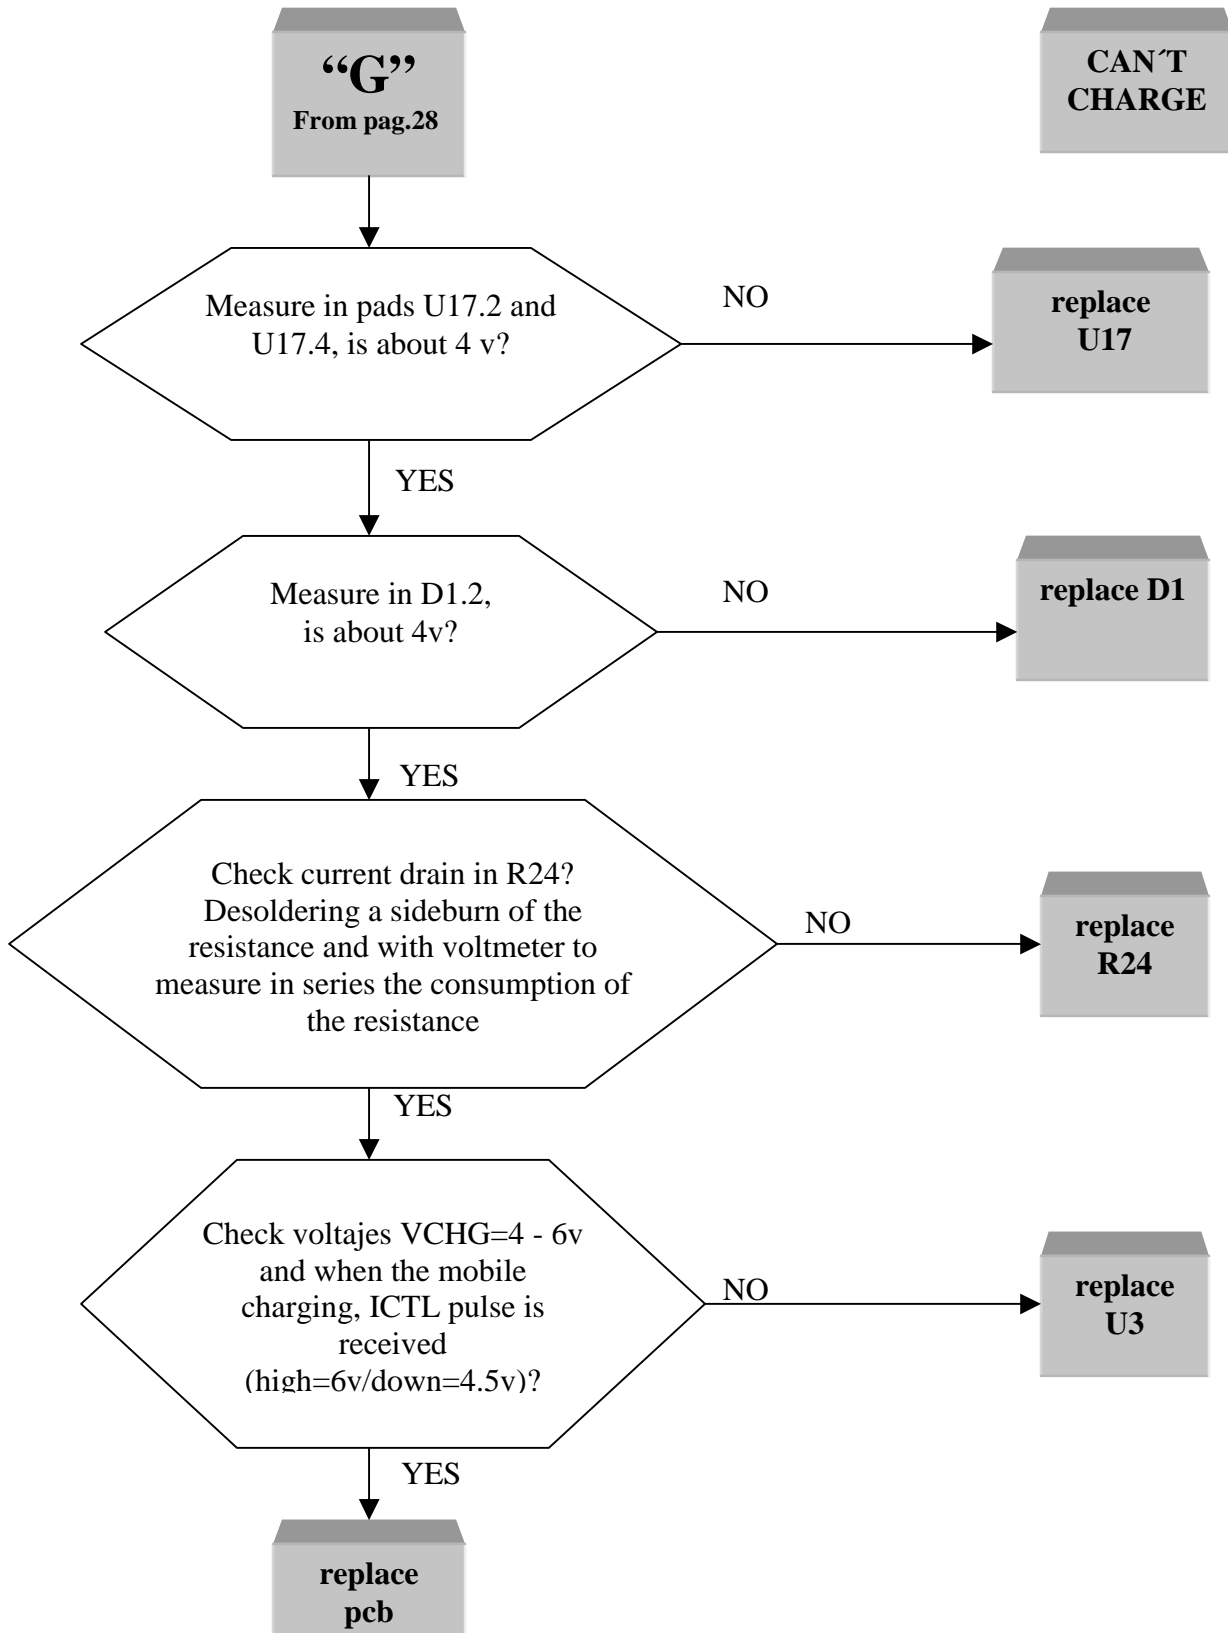 “G”
From pag.28
CAN´T
CHARGE
Measure in pads U17.2 and
U17.4, is about 4 v?
NO
replace
U17
YES
Measure in D1.2,
is about 4v?
NO
replace D1
YES
Check current drain in R24?
Desoldering a sideburn of the
resistance and with voltmeter to
measure in series the consumption of
the resistance
NO
replace
R24
YES
Check voltajes VCHG=4 - 6v
and when the mobile
charging, ICTL pulse is
received
(high=6v/down=4.5v)?
NO
replace
U3
YES
replace
pcb